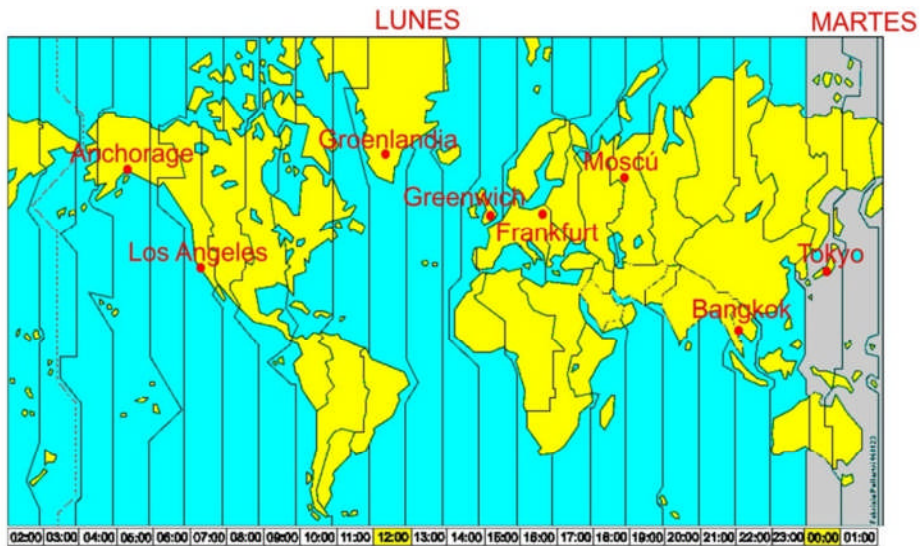 LUNES MARTES
Groenlandia
Anchorage
Moscú
Greenwich
Frankfurt
Los Angeles
Tokyo
Bangkok
02:00 03:00 04:00 05:00 06:00 07:00 08:00 09:00 10:00 11:00 12:00 13:00 14:00 15:00 16:00 17:00 18:00 19:00 20:00 21:00 22:00 23:00 00:00 01:00